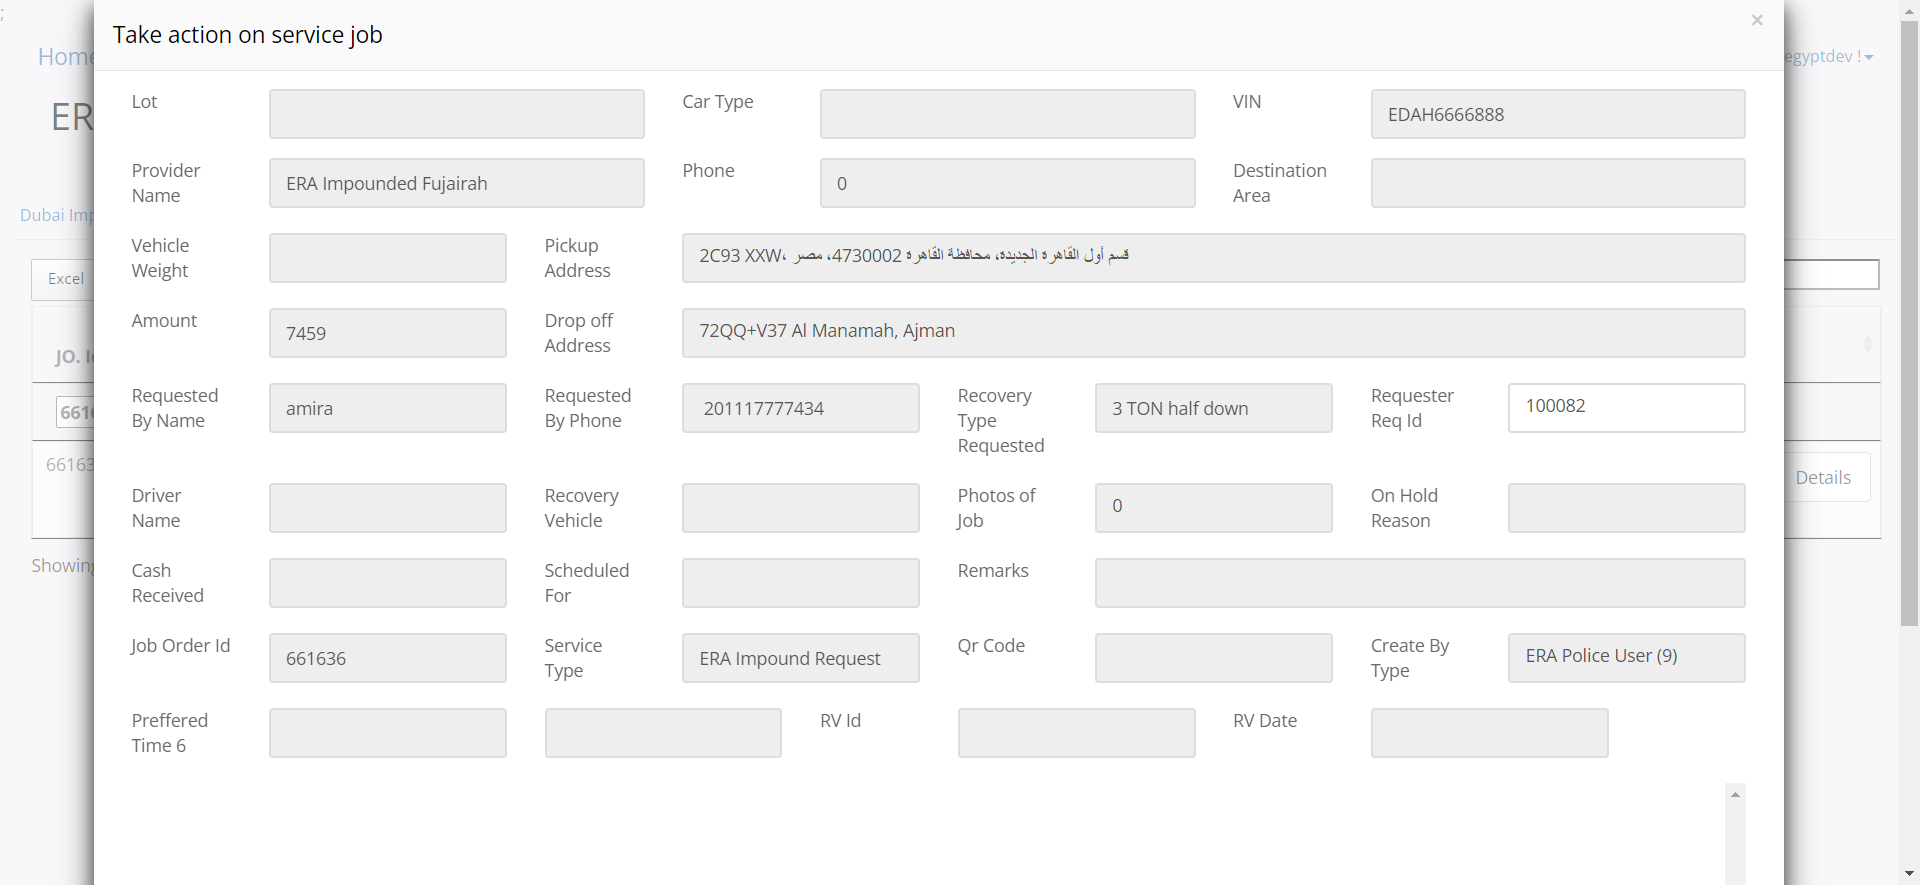 ;
Take action on service job
×
Home
egyptdev !
ER
Lot
Car Type
VIN
EDAH6666888
Provider Name
ERA Impounded Fujairah
Phone
0
Destination Area
Dubai Imp
Vehicle Weight
Pickup Address
2C93 XXW، قسم أول القاهرة الجديدة، محافظة القاهرة 4730002، مصر
Excel
Amount
7459
Drop off Address
72QQ+V37 Al Manamah, Ajman
JO. I
Requested By Name
amira
Requested By Phone
201117777434
Recovery Type Requested
3 TON half down
Requester Req Id
100082
661
66163
Details
Driver Name
Recovery Vehicle
Photos of Job
0
On Hold Reason
Showing
Cash Received
Scheduled For
Remarks
Job Order Id
661636
Service Type
ERA Impound Request
Qr Code
Create By Type
ERA Police User (9)
Preffered Time 6
RV Id
RV Date